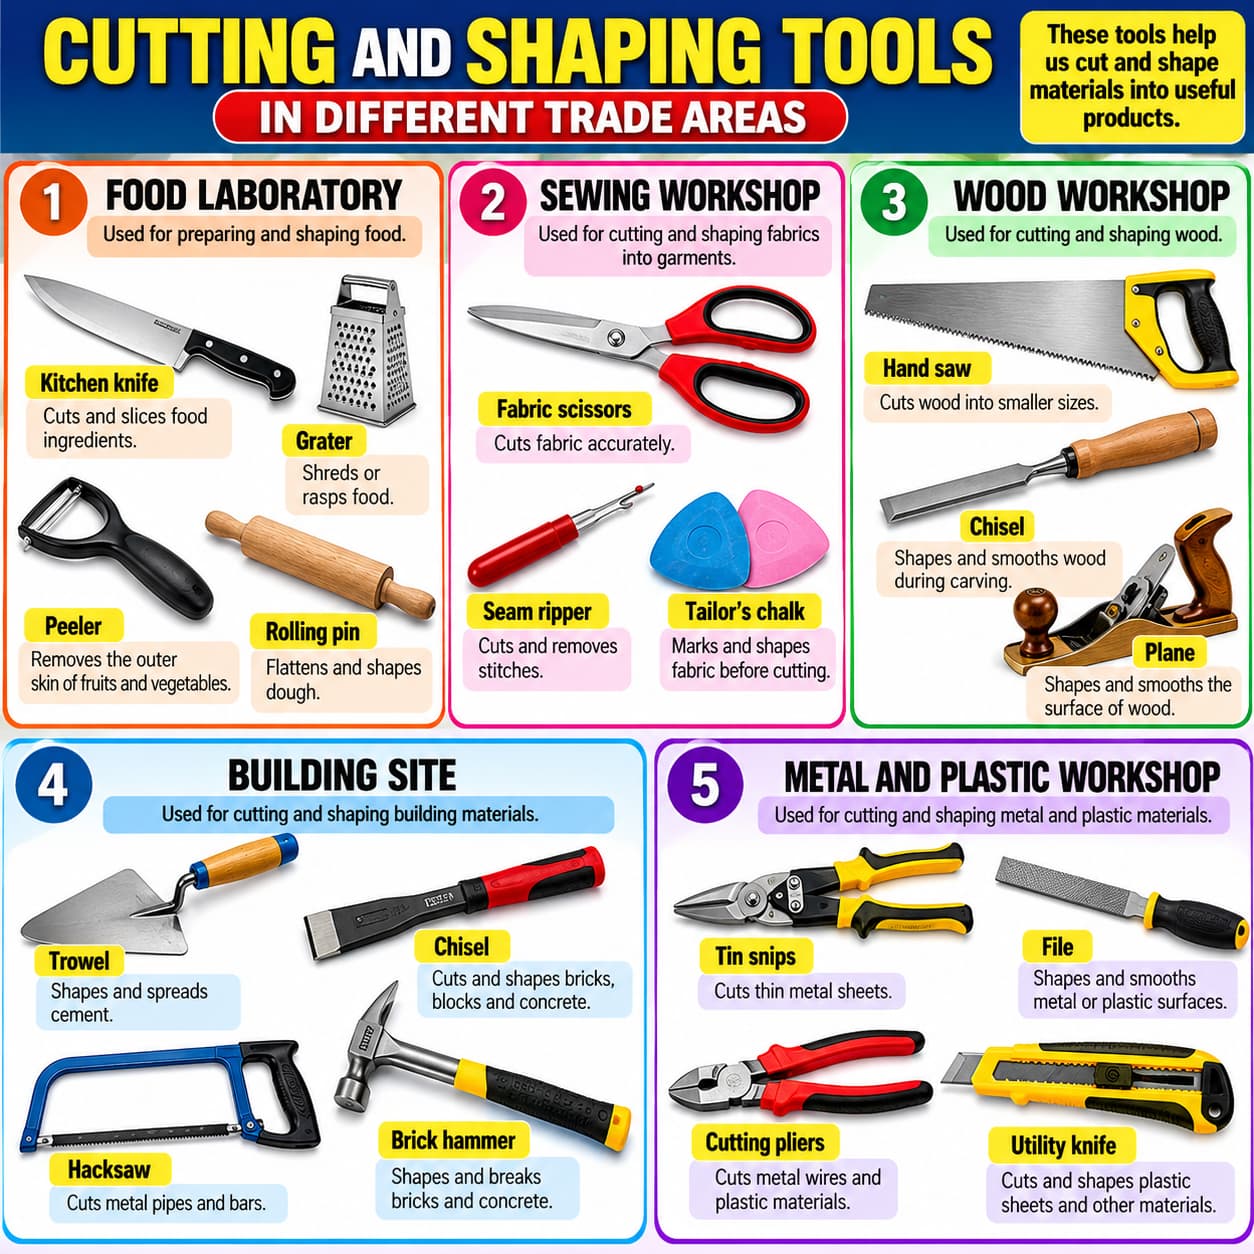 CUTTING AND SHAPING TOOLS
IN DIFFERENT TRADE AREAS
These tools help
us cut and shape
materials into useful
products.
1
FOOD LABORATORY
Used for preparing and shaping food.
Kitchen knife
Cuts and slices food
ingredients.
Grater
Shreds or
rasps food.
Peeler
Removes the outer
skin of fruits and vegetables.
Rolling pin
Flattens and shapes
dough.
2
SEWING WORKSHOP
Used for cutting and shaping fabrics
into garments.
Fabric scissors
Cuts fabric accurately.
Seam ripper
Cuts and removes
stitches.
Tailor's chalk
Marks and shapes
fabric before cutting.
3
WOOD WORKSHOP
Used for cutting and shaping wood.
Hand saw
Cuts wood into smaller sizes.
Chisel
Shapes and smooths wood
during carving.
Plane
Shapes and smooths the
surface of wood.
4
BUILDING SITE
Used for cutting and shaping building materials.
Trowel
Shapes and spreads
cement.
Chisel
Cuts and shapes bricks,
blocks and concrete.
Hacksaw
Cuts metal pipes and bars.
Brick hammer
Shapes and breaks
bricks and concrete.
5
METAL AND PLASTIC WORKSHOP
Used for cutting and shaping metal and plastic materials.
Tin snips
Cuts thin metal sheets.
File
Shapes and smooths
metal or plastic surfaces.
Cutting pliers
Cuts metal wires and
plastic materials.
Utility knife
Cuts and shapes plastic
sheets and other materials.